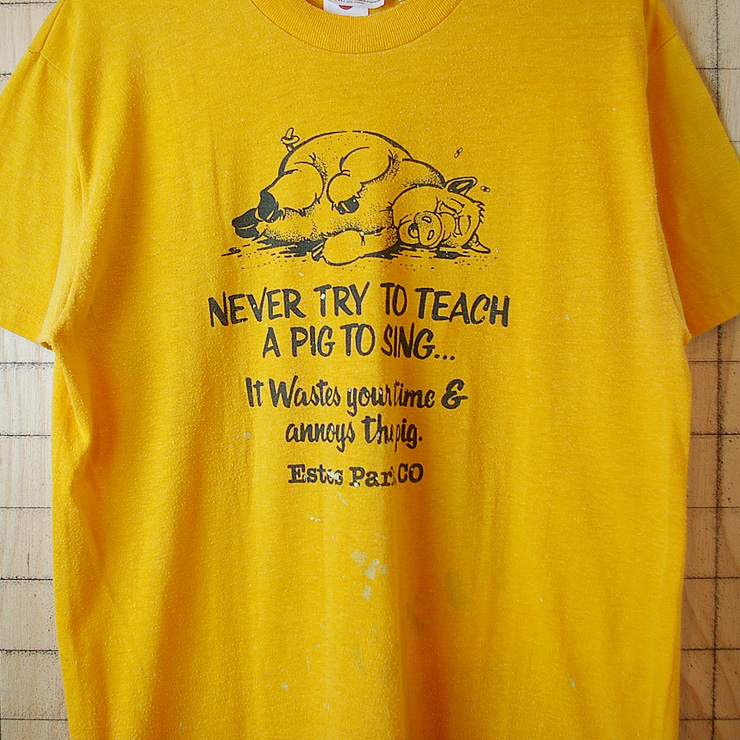 NEVER TRY TO TEACH
A PIG TO SING...
It Wastes your time &
annoys the pig.
Estes Park CO